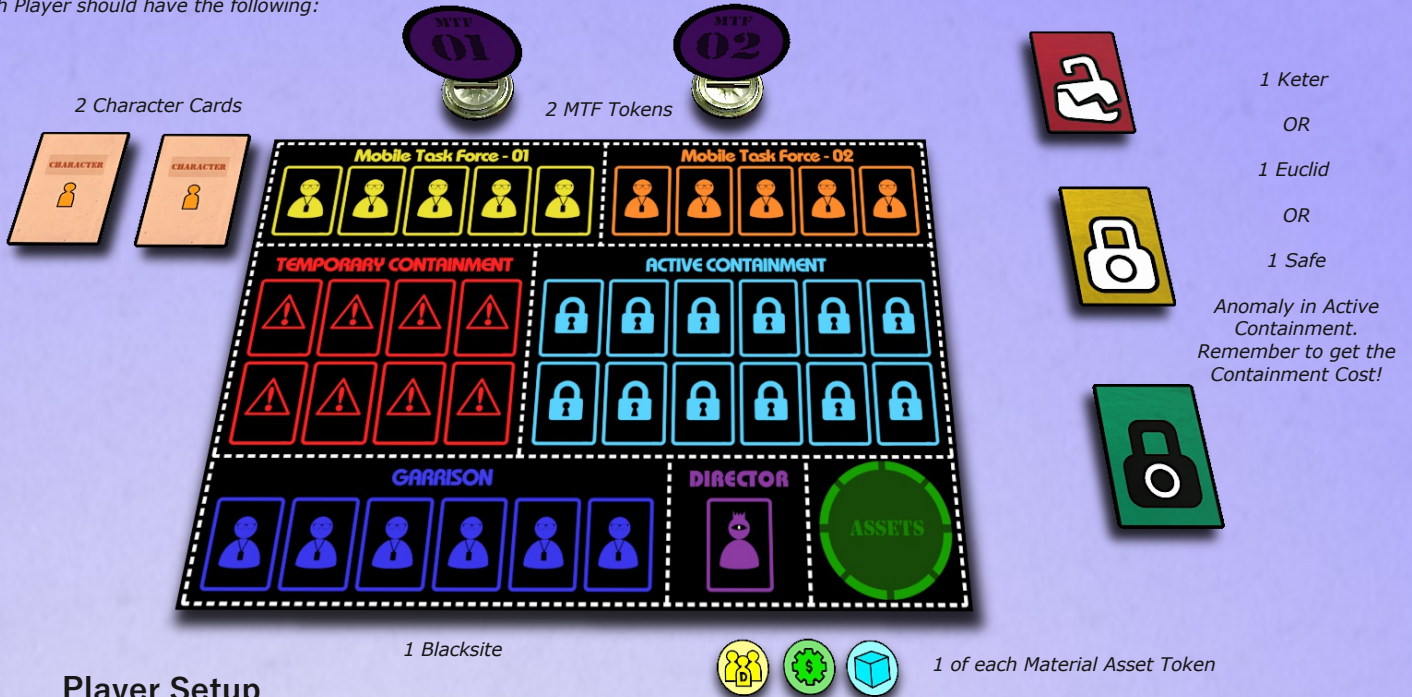 h Player should have the following:
MTF
01
MTF
02
2 Character Cards
2 MTF Tokens
CHARACTER
CHARACTER
1 Keter
OR
1 Euclid
OR
1 Safe
Anomaly in Active
Containment.
Remember to get the
Containment Cost!
Mobile Task Force - 01
Mobile Task Force - 02
TEMPORARY CONTAINMENT
ACTIVE CONTAINMENT
GARRISON
DIRECTOR
ASSETS
1 Blacksite
D
$
1 of each Material Asset Token
Player Setup